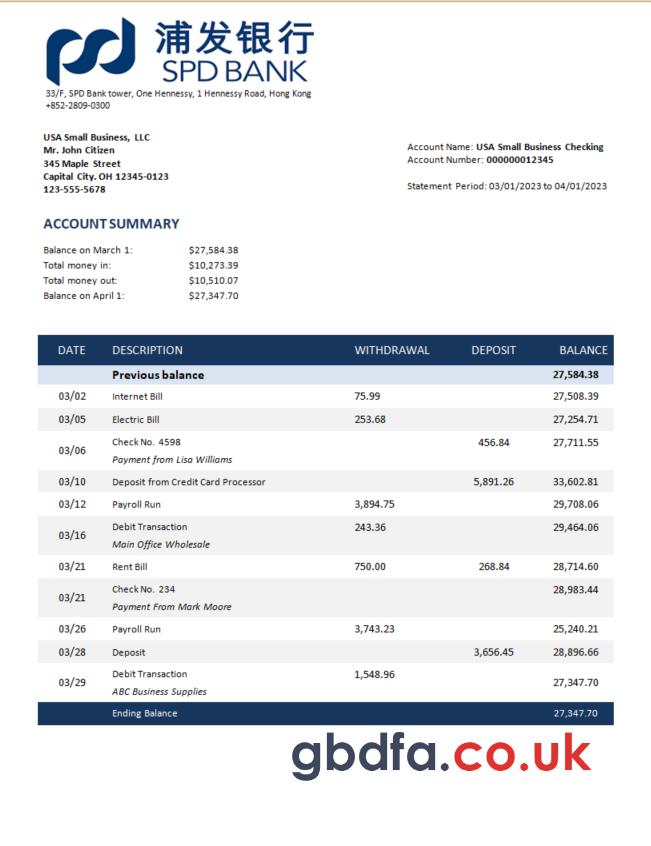 浦发银行
SPD BANK
33/F, SPD Bank tower, One Hennessy, 1 Hennessy Road, Hong Kong
+852-2809-0300
USA Small Business, LLC
Mr. John Citizen
345 Maple Street
Capital City. OH 12345-0123
123-555-5678
Account Name: USA Small Business Checking
Account Number: 000000012345
Statement Period: 03/01/2023 to 04/01/2023
ACCOUNT SUMMARY
Balance on March 1: $27,584.38
Total money in: $10,273.39
Total money out: $10,510.07
Balance on April 1: $27,347.70
DATE DESCRIPTION WITHDRAWAL DEPOSIT BALANCE
Previous balance 27,584.38
03/02 Internet Bill 75.99 27,508.39
03/05 Electric Bill 253.68 27,254.71
03/06 Check No. 4598 456.84 27,711.55
Payment from Lisa Williams
03/10 Deposit from Credit Card Processor 5,891.26 33,602.81
03/12 Payroll Run 3,894.75 29,708.06
03/16 Debit Transaction 243.36 29,464.06
Main Office Wholesale
03/21 Rent Bill 750.00 268.84 28,714.60
03/21 Check No. 234 28,983.44
Payment From Mark Moore
03/26 Payroll Run 3,743.23 25,240.21
03/28 Deposit 3,656.45 28,896.66
03/29 Debit Transaction 1,548.96 27,347.70
ABC Business Supplies
Ending Balance 27,347.70
gbdfa.co.uk